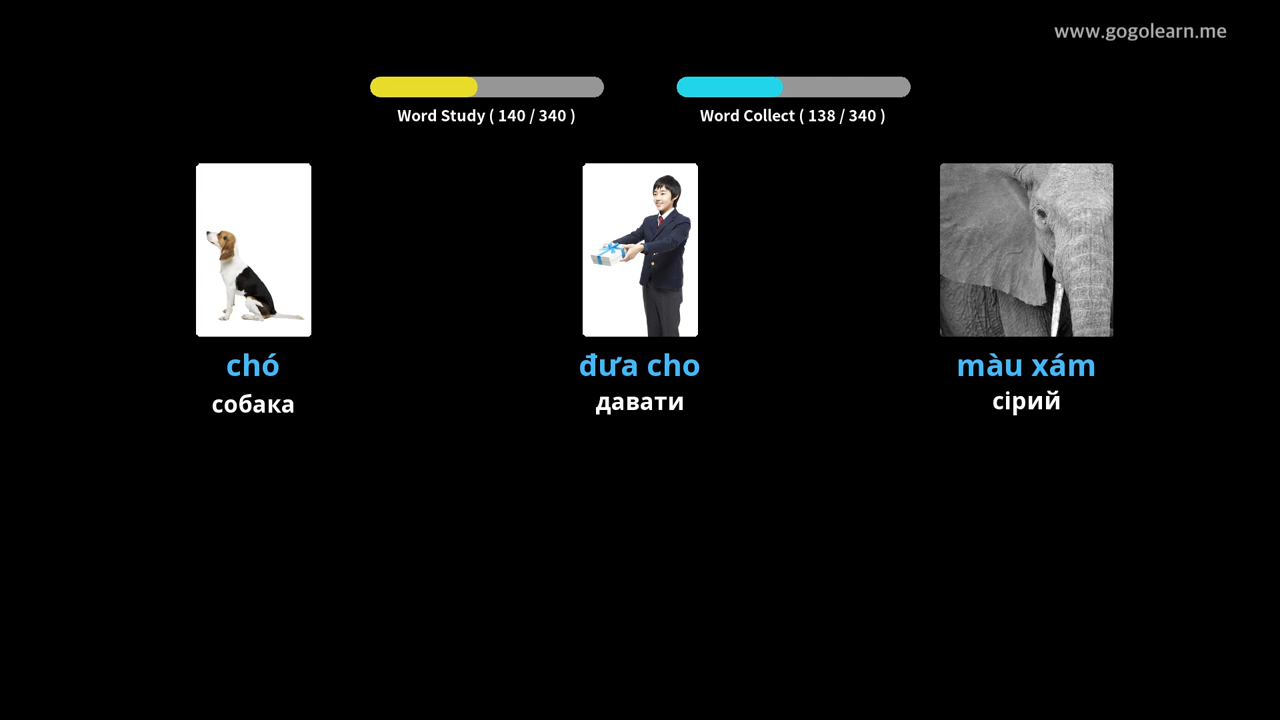 www.gogolearn.me
Word Study ( 140 / 340 )
Word Collect ( 138 / 340 )
chó
đưa cho
màu xám
собака
давати
сірий